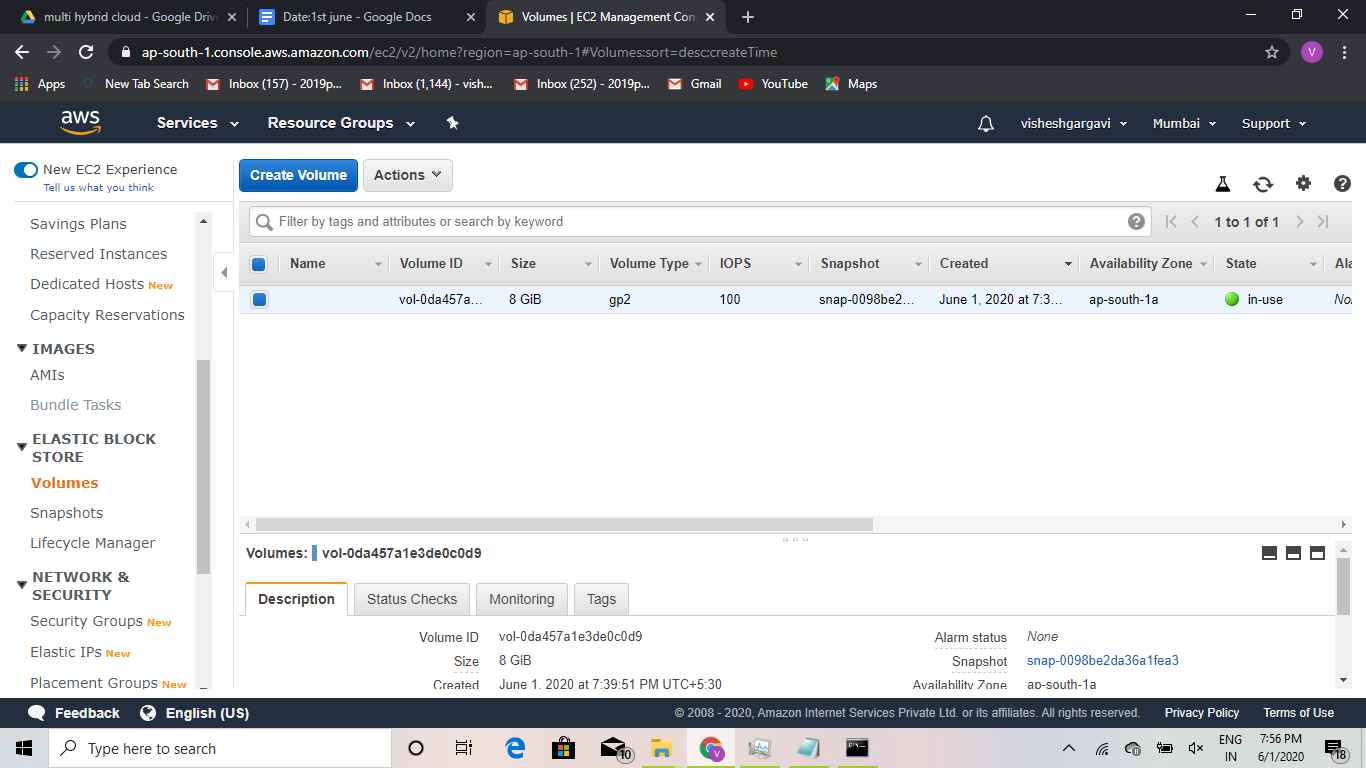 multi hybrid cloud - Google Drive
Date:1st june - Google Docs
Volumes | EC2 Management Con
ap-south-1.console.aws.amazon.com/ec2/v2/home?region=ap-south-1#Volumes:sort=desc:createTime
V
Apps
New Tab Search
Inbox (157) - 2019p...
Inbox (1,144) - vish...
Inbox (252) - 2019p...
Gmail
YouTube
Maps
aws
Services
Resource Groups
visheshgargavi
Mumbai
Support
New EC2 Experience
Tell us what you think
Savings Plans
Reserved Instances
Dedicated Hosts New
Capacity Reservations
IMAGES
AMIs
Bundle Tasks
ELASTIC BLOCK
STORE
Volumes
Snapshots
Lifecycle Manager
NETWORK &
SECURITY
Security Groups New
Elastic IPs New
Placement Groups New
Create Volume
Actions
Filter by tags and attributes or search by keyword
1 to 1 of 1
Name Volume ID Size Volume Type IOPS Snapshot Created Availability Zone State Ala
vol-0da457a... 8 GiB gp2 100 snap-0098be2... June 1, 2020 at 7:3... ap-south-1a in-use No
Volumes: vol-0da457a1e3de0c0d9
Description
Status Checks
Monitoring
Tags
Volume ID vol-0da457a1e3de0c0d9
Alarm status None
Size 8 GiB
Snapshot snap-0098be2da36a1fea3
Created June 1, 2020 at 7:39:51 PM UTC+5:30
Availability Zone ap-south-1a
Feedback
English (US)
© 2008 - 2020, Amazon Internet Services Private Ltd. or its affiliates. All rights reserved.
Privacy Policy
Terms of Use
Type here to search
10
V
ENG
IN
7:56 PM
6/1/2020
18